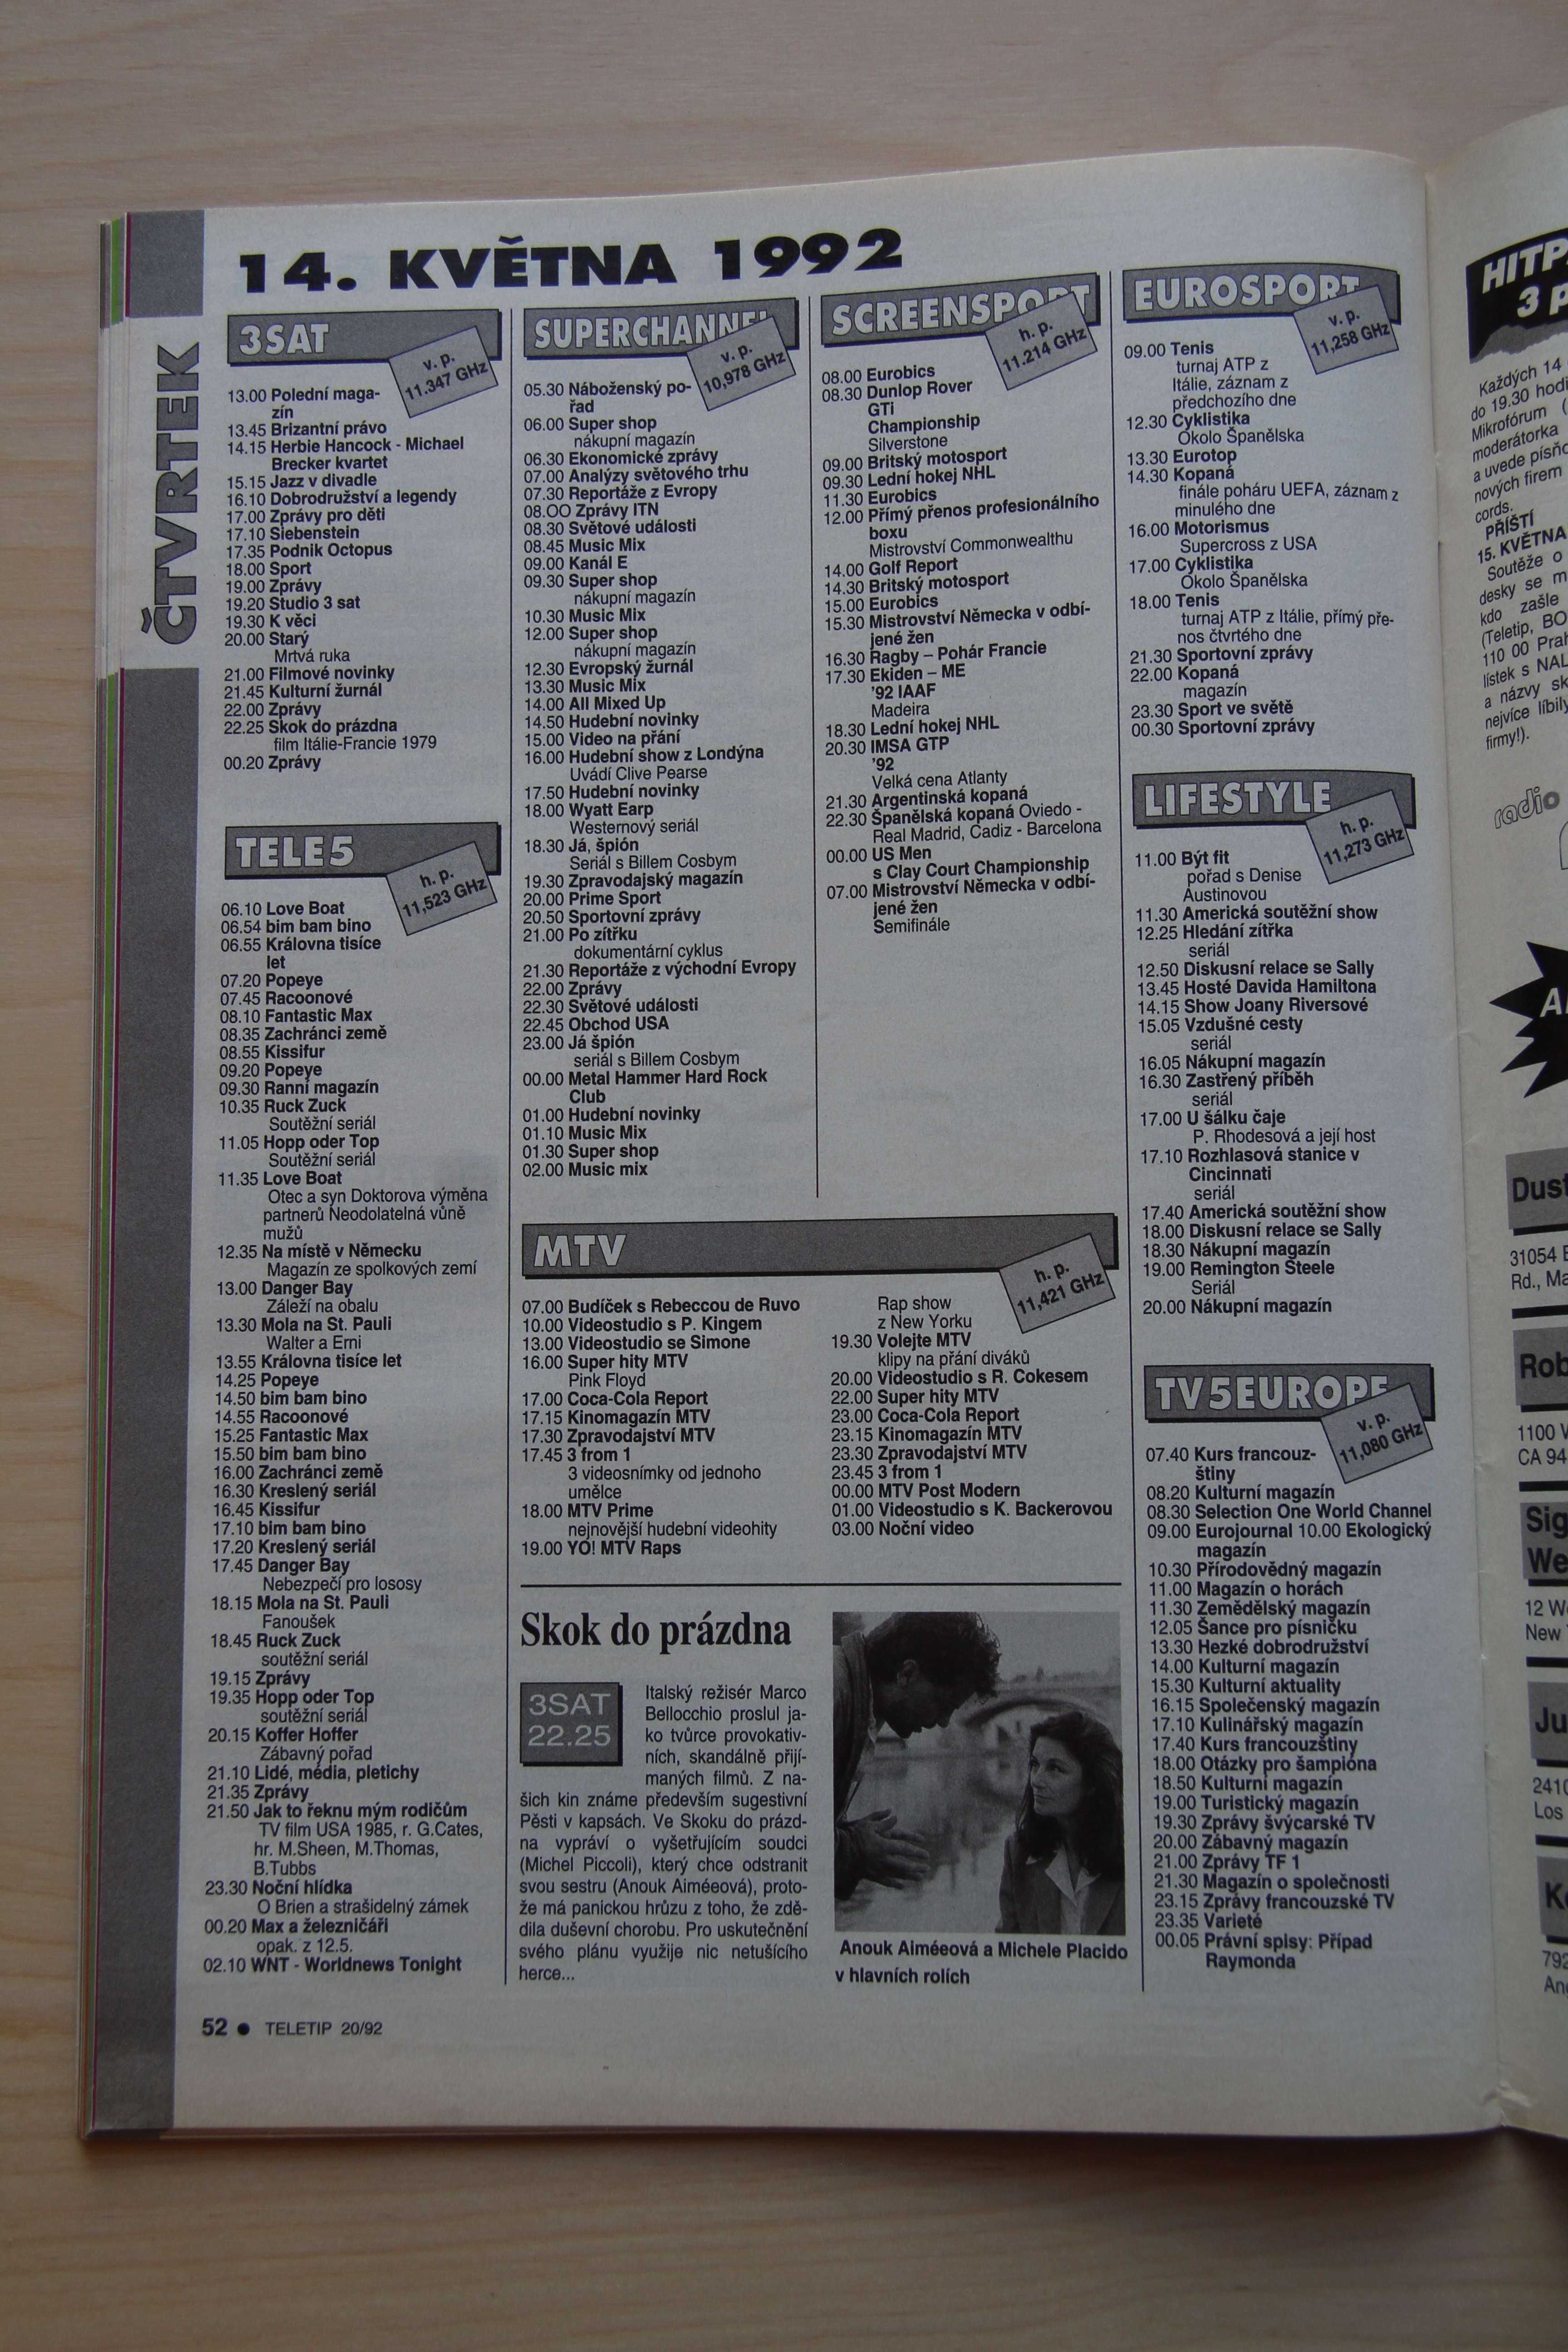 14. KVĚTNA 1992
ČTVRTEK
3SAT
v. p.
11.347 GHz
13.00 Polední maga-
zín
13.45 Brizantní právo
14.15 Herbie Hancock - Michael
Brecker kvartet
15.15 Jazz v divadle
16.10 Dobrodružství a legendy
17.00 Zprávy pro děti
17.10 Siebenstein
17.35 Podnik Octopus
18.00 Sport
19.00 Zprávy
19.20 Studio 3 sat
19.30 K věci
20.00 Starý
Mrtvá ruka
21.00 Filmové novinky
21.45 Kulturní žurnál
22.00 Zprávy
22.25 Skok do prázdna
film Itálie-Francie 1979
00.20 Zprávy
TELE5
h. p.
11,523 GHz
06.10 Love Boat
06.54 bim bam bino
06.55 Královna tisíce
let
07.20 Popeye
07.45 Racoonové
08.10 Fantastic Max
08.35 Zachránci země
08.55 Kissifur
09.20 Popeye
09.30 Ranní magazín
10.35 Ruck Zuck
Soutěžní seriál
11.05 Hopp oder Top
Soutěžní seriál
11.35 Love Boat
Otec a syn Doktorova výměna
partnerů Neodolatelná vůně
mužů
12.35 Na místě v Německu
Magazín ze spolkových zemí
13.00 Danger Bay
Záleží na obalu
13.30 Mola na St. Pauli
Walter a Erni
13.55 Královna tisíce let
14.25 Popeye
14.50 bim bam bino
14.55 Racoonové
15.25 Fantastic Max
15.50 bim bam bino
16.00 Zachránci země
16.30 Kreslený seriál
16.45 Kissifur
17.10 bim bam bino
17.20 Kreslený seriál
17.45 Danger Bay
Nebezpečí pro lososy
18.15 Mola na St. Pauli
Fanoušek
18.45 Ruck Zuck
soutěžní seriál
19.15 Zprávy
19.35 Hopp oder Top
soutěžní seriál
20.15 Koffer Hoffer
Zábavný pořad
21.10 Lidé, média, pletichy
21.35 Zprávy
21.50 Jak to řeknu mým rodičům
TV film USA 1985, r. G.Cates,
hr. M.Sheen, M.Thomas,
B.Tubbs
23.30 Noční hlídka
O Brien a strašidelný zámek
00.20 Max a železničáři
opak. z 12.5.
02.10 WNT - Worldnews Tonight
SUPERCHANNEL
v. p.
10,978 GHz
05.30 Náboženský po-
řad
06.00 Super shop
nákupní magazín
06.30 Ekonomické zprávy
07.00 Analýzy světového trhu
07.30 Reportáže z Evropy
08.OO Zprávy ITN
08.30 Světové události
08.45 Music Mix
09.00 Kanál E
09.30 Super shop
nákupní magazín
10.30 Music Mix
12.00 Super shop
nákupní magazín
12.30 Evropský žurnál
13.30 Music Mix
14.00 All Mixed Up
14.50 Hudební novinky
15.00 Video na přání
16.00 Hudební show z Londýna
Uvádí Clive Pearse
17.50 Hudební novinky
18.00 Wyatt Earp
Westernový seriál
18.30 Já, špión
Seriál s Billem Cosbym
19.30 Zpravodajský magazín
20.00 Prime Sport
20.50 Sportovní zprávy
21.00 Po zítřku
dokumentární cyklus
21.30 Reportáže z východní Evropy
22.00 Zprávy
22.30 Světové události
22.45 Obchod USA
23.00 Já špión
seriál s Billem Cosbym
00.00 Metal Hammer Hard Rock
Club
01.00 Hudební novinky
01.10 Music Mix
01.30 Super shop
02.00 Music mix
SCREENSPORT
h. p.
11.214 GHz
08.00 Eurobics
08.30 Dunlop Rover
GTi
Championship
Silverstone
09.00 Britský motosport
09.30 Lední hokej NHL
11.30 Eurobics
12.00 Přímý přenos profesionálního
boxu
Mistrovství Commonwealthu
14.00 Golf Report
14.30 Britský motosport
15.00 Eurobics
15.30 Mistrovství Německa v odbí-
jené žen
16.30 Ragby – Pohár Francie
17.30 Ekiden – ME
'92 IAAF
Madeira
18.30 Lední hokej NHL
20.30 IMSA GTP
'92
Velká cena Atlanty
21.30 Argentinská kopaná
22.30 Španělská kopaná Oviedo -
Real Madrid, Cadiz - Barcelona
00.00 US Men
s Clay Court Championship
07.00 Mistrovství Německa v odbí-
jené žen
Semifinále
MTV
h. p.
11,421 GHz
07.00 Budíček s Rebeccou de Ruvo
10.00 Videostudio s P. Kingem
13.00 Videostudio se Simone
16.00 Super hity MTV
Pink Floyd
17.00 Coca-Cola Report
17.15 Kinomagazín MTV
17.30 Zpravodajství MTV
17.45 3 from 1
3 videosnímky od jednoho
umělce
18.00 MTV Prime
nejnovější hudební videohity
19.00 YO! MTV Raps
Rap show
z New Yorku
19.30 Volejte MTV
klipy na přání diváků
20.00 Videostudio s R. Cokesem
22.00 Super hity MTV
23.00 Coca-Cola Report
23.15 Kinomagazín MTV
23.30 Zpravodajství MTV
23.45 3 from 1
00.00 MTV Post Modern
01.00 Videostudio s K. Backerovou
03.00 Noční video
Skok do prázdna
3SAT
22.25
Italský režisér Marco
Bellocchio proslul ja-
ko tvůrce provokativ-
ních, skandálně přijí-
maných filmů. Z na-
šich kin známe především sugestivní
Pěsti v kapsách. Ve Skoku do prázd-
na vypráví o vyšetřujícím soudci
(Michel Piccoli), který chce odstranit
svou sestru (Anouk Aiméeová), proto-
že má panickou hrůzu z toho, že zdě-
dila duševní chorobu. Pro uskutečnění
svého plánu využije nic netušícího
herce...
Anouk Aiméeová a Michele Placido
v hlavních rolích
EUROSPORT
v. p.
11,258 GHz
09.00 Tenis
turnaj ATP z
Itálie, záznam z
předchozího dne
12.30 Cyklistika
Okolo Španělska
13.30 Eurotop
14.30 Kopaná
finále poháru UEFA, záznam z
minulého dne
16.00 Motorismus
Supercross z USA
17.00 Cyklistika
Okolo Španělska
18.00 Tenis
turnaj ATP z Itálie, přímý pře-
nos čtvrtého dne
21.30 Sportovní zprávy
22.00 Kopaná
magazín
23.30 Sport ve světě
00.30 Sportovní zprávy
LIFESTYLE
h. p.
11,273 GHz
11.00 Být fit
pořad s Denise
Austinovou
11.30 Americká soutěžní show
12.25 Hledání zítřka
seriál
12.50 Diskusní relace se Sally
13.45 Hosté Davida Hamiltona
14.15 Show Joany Riversové
15.05 Vzdušné cesty
seriál
16.05 Nákupní magazín
16.30 Zastřený příběh
seriál
17.00 U šálku čaje
P. Rhodesová a její host
17.10 Rozhlasová stanice v
Cincinnati
seriál
17.40 Americká soutěžní show
18.00 Diskusní relace se Sally
18.30 Nákupní magazín
19.00 Remington Steele
Seriál
20.00 Nákupní magazín
TV5EUROPE
v. p.
11,080 GHz
07.40 Kurs francouz-
štiny
08.20 Kulturní magazín
08.30 Selection One World Channel
09.00 Eurojournal 10.00 Ekologický
magazín
10.30 Přírodovědný magazín
11.00 Magazín o horách
11.30 Zemědělský magazín
12.05 Šance pro písničku
13.30 Hezké dobrodružství
14.00 Kulturní magazín
15.30 Kulturní aktuality
16.15 Společenský magazín
17.10 Kulinářský magazín
17.40 Kurs francouzštiny
18.00 Otázky pro šampióna
18.50 Kulturní magazín
19.00 Turistický magazín
19.30 Zprávy švýcarské TV
20.00 Zábavný magazín
21.00 Zprávy TF 1
21.30 Magazín o společnosti
23.15 Zprávy francouzské TV
23.35 Varieté
00.05 Právní spisy: Případ
Raymonda
52 ● TELETIP 20/92
HITP
3 p
Každých 14
do 19.30 hodi
Mikrofórum (
moderátorka
a uvede písňo
nových firem
cords.
PŘÍŠTÍ
15. KVĚTNA
Soutěže o
desky se m
kdo zašle
(Teletip, BO
110 00 Prah
lístek s NAL
a názvy sk
nejvíce líbily
firmy!).
radio
Dust
31054
Rd., Ma
Rob
1100
CA 94
Sig
We
12 W
New
Ju
2410
Los
792